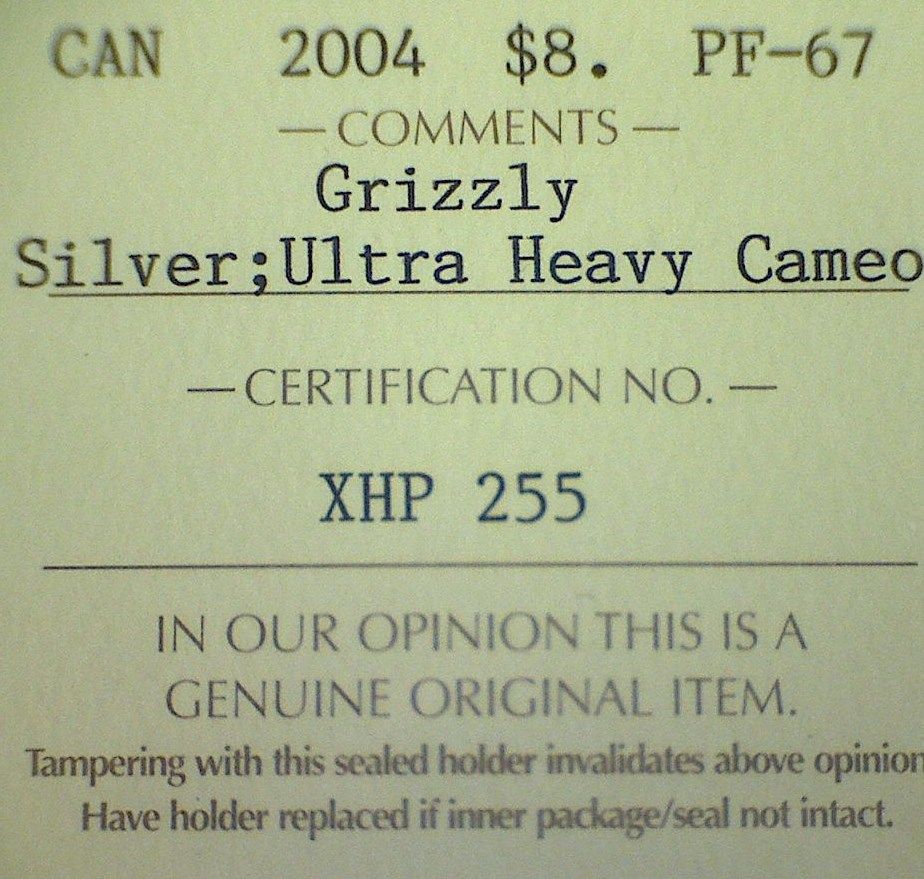 CAN 2004 $8. PF-67
— COMMENTS —
Grizzly
Silver;Ultra Heavy Cameo
— CERTIFICATION NO. —
XHP 255
IN OUR OPINION THIS IS A
GENUINE ORIGINAL ITEM.
Tampering with this sealed holder invalidates above opinion
Have holder replaced if inner package/seal not intact.